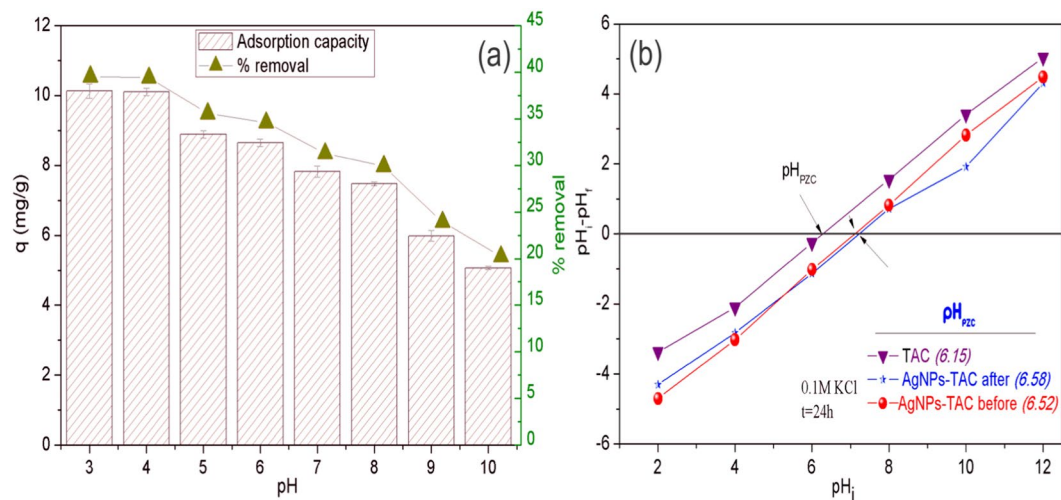 12
10
8
6
4
2
0
q (mg/g)
Adsorption capacity
% removal
(a)
45
40
35
30
25
20
15
10
5
0
% removal
3 4 5 6 7 8 9 10
pH
(b)
6
4
2
0
-2
-4
-6
pHi-pHf
pHPZC
ρHPZC
TAC (6.15)
AgNPs-TAC after (6.58)
AgNPs-TAC before (6.52)
0.1M KCl
t=24h
2 4 6 8 10 12
pHi